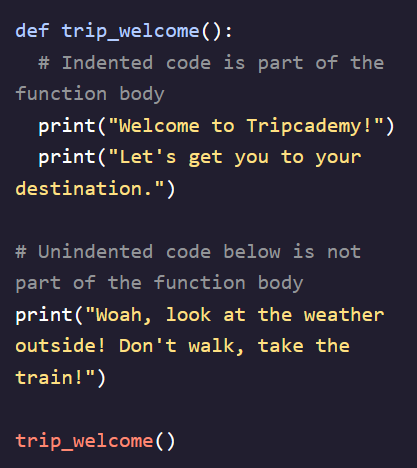 def trip_welcome():
  # Indented code is part of the
function body
  print("Welcome to Tripcademy!")
  print("Let's get you to your
destination.")

# Unindented code below is not
part of the function body
print("Woah, look at the weather
outside! Don't walk, take the
train!")

trip_welcome()